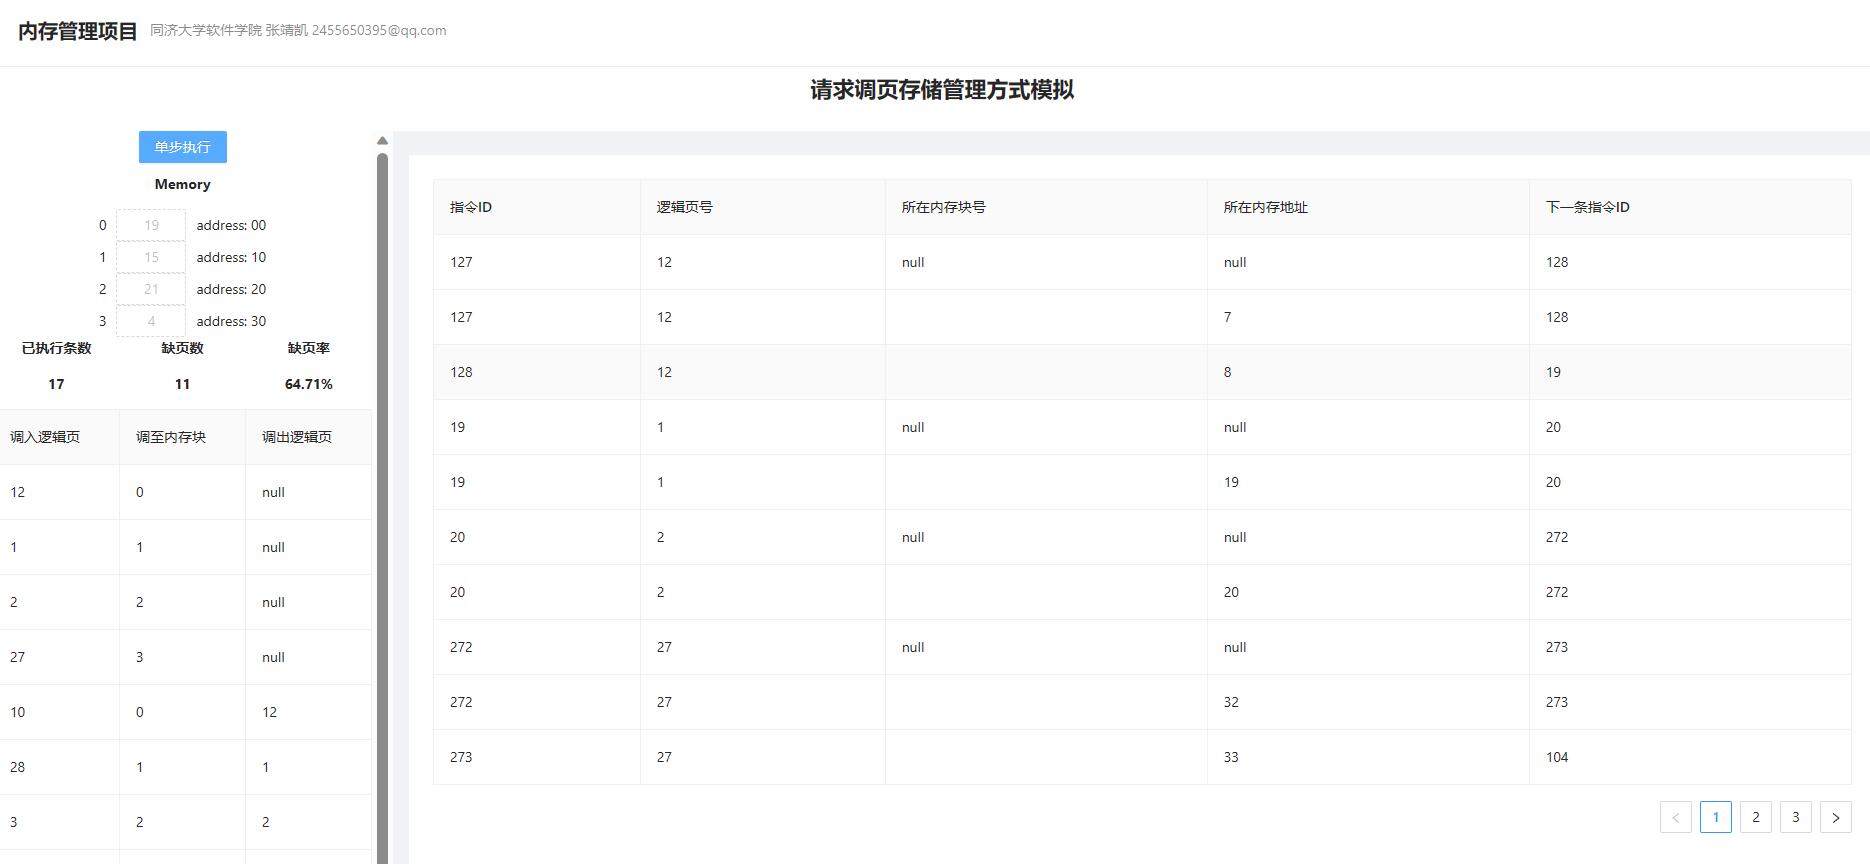 内存管理项目 同济大学软件学院 张靖凯 2455650395@qq.com
请求调页存储管理方式模拟
单步执行
Memory
0 19 address: 00
1 15 address: 10
2 21 address: 20
3 4 address: 30
已执行条数 缺页数 缺页率
17 11 64.71%
调入逻辑页 调至内存块 调出逻辑页
12 0 null
1 1 null
2 2 null
27 3 null
10 0 12
28 1 1
3 2 2
指令ID 逻辑页号 所在内存块号 所在内存地址 下一条指令ID
127 12 null null 128
127 12 7 128
128 12 8 19
19 1 null null 20
19 1 19 20
20 2 null null 272
20 2 20 272
272 27 null null 273
272 27 32 273
273 27 33 104
< 1 2 3 >